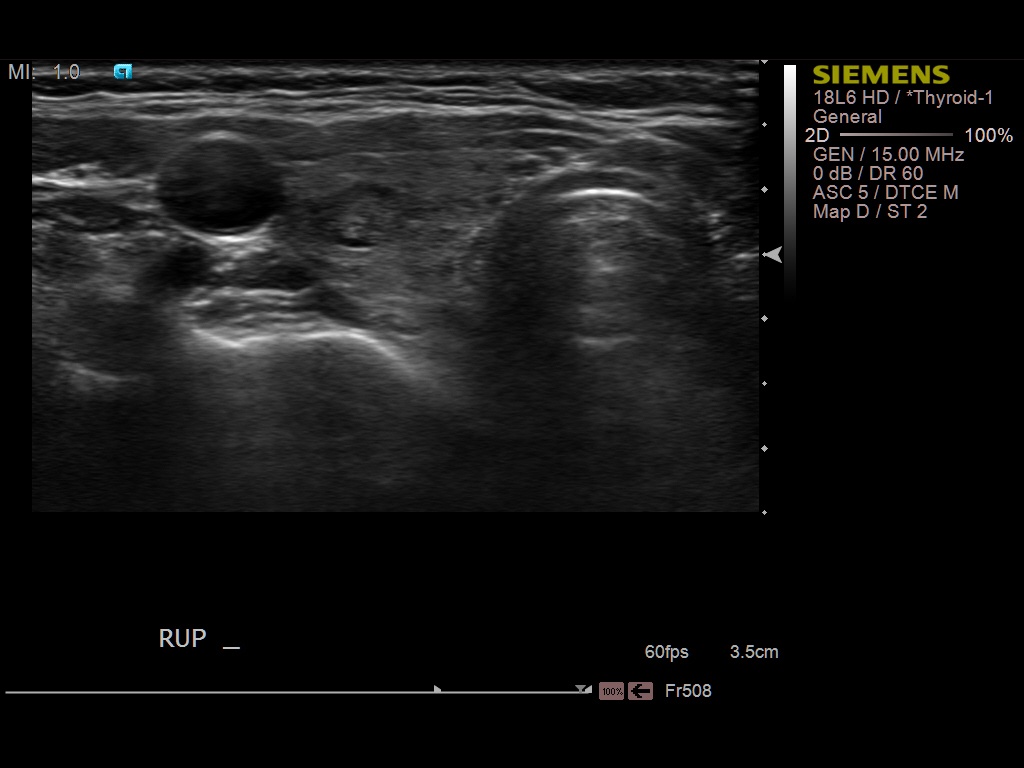 MI: 1.0
SIEMENS
18L6 HD / *Thyroid-1
General
2D 100%
GEN / 15.00 MHz
0 dB / DR 60
ASC 5 / DTCE M
Map D / ST 2
RUP _
60fps 3.5cm
100% Fr508